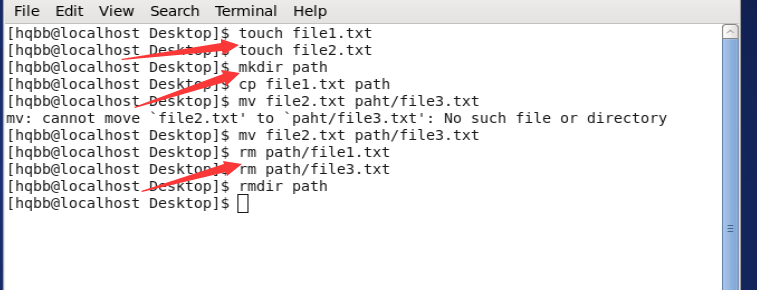 File Edit View Search Terminal Help
[hqbb@localhost Desktop]$ touch file1.txt
[hqbb@localhost Desktop]$ touch file2.txt
[hqbb@localhost Desktop]$ mkdir path
[hqbb@localhost Desktop]$ cp file1.txt path
[hqbb@localhost Desktop]$ mv file2.txt paht/file3.txt
mv: cannot move `file2.txt' to `paht/file3.txt': No such file or directory
[hqbb@localhost Desktop]$ mv file2.txt path/file3.txt
[hqbb@localhost Desktop]$ rm path/file1.txt
[hqbb@localhost Desktop]$ rm path/file3.txt
[hqbb@localhost Desktop]$ rmdir path
[hqbb@localhost Desktop]$